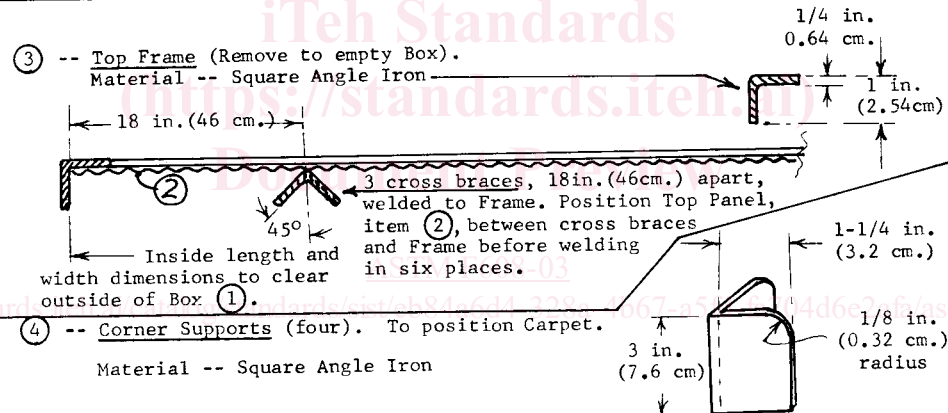 iTeh Standards
(https://standards.iteh.ai)
Document Preview
1/4 in.
0.64 cm.
3 -- Top Frame (Remove to empty Box).
Material -- Square Angle Iron
1 in.
(2.54cm)
18 in.(46 cm.)
2
3 cross braces, 18in.(46cm.) apart,
welded to Frame. Position Top Panel,
item 2, between cross braces
and Frame before welding
in six places.
45°
Inside length and
width dimensions to clear
outside of Box 1.
ASTM F608-03
1-1/4 in.
(3.2 cm.)
4 -- Corner Supports (four). To position Carpet.
Material -- Square Angle Iron
3 in.
(7.6 cm)
1/8 in.
(0.32 cm.)
radius